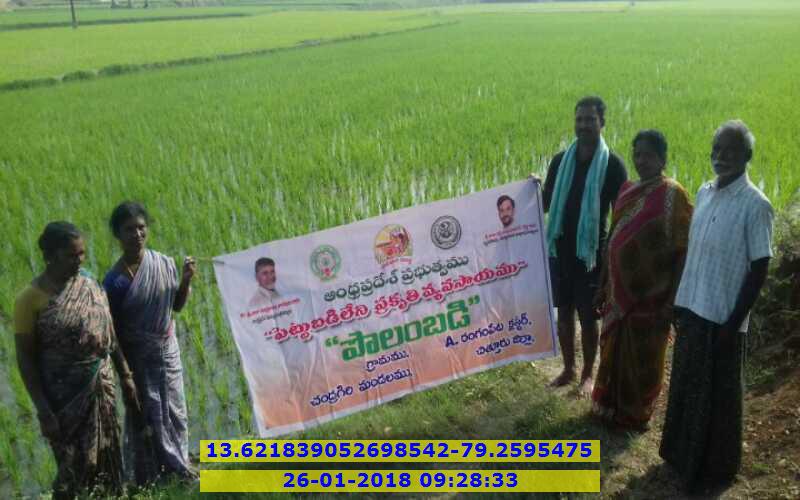 ఆంధ్రప్రదేశ్ ప్రభుత్వము
"పెట్టుబడిలేని ప్రకృతి వ్యవసాయము"
"పొలంబడి"
గ్రామము,
A. రంగంపేట క్లస్టర్,
చంద్రగిరి మండలము,
చిత్తూరు జిల్లా.
13.621839052698542-79.2595475
26-01-2018 09:28:33